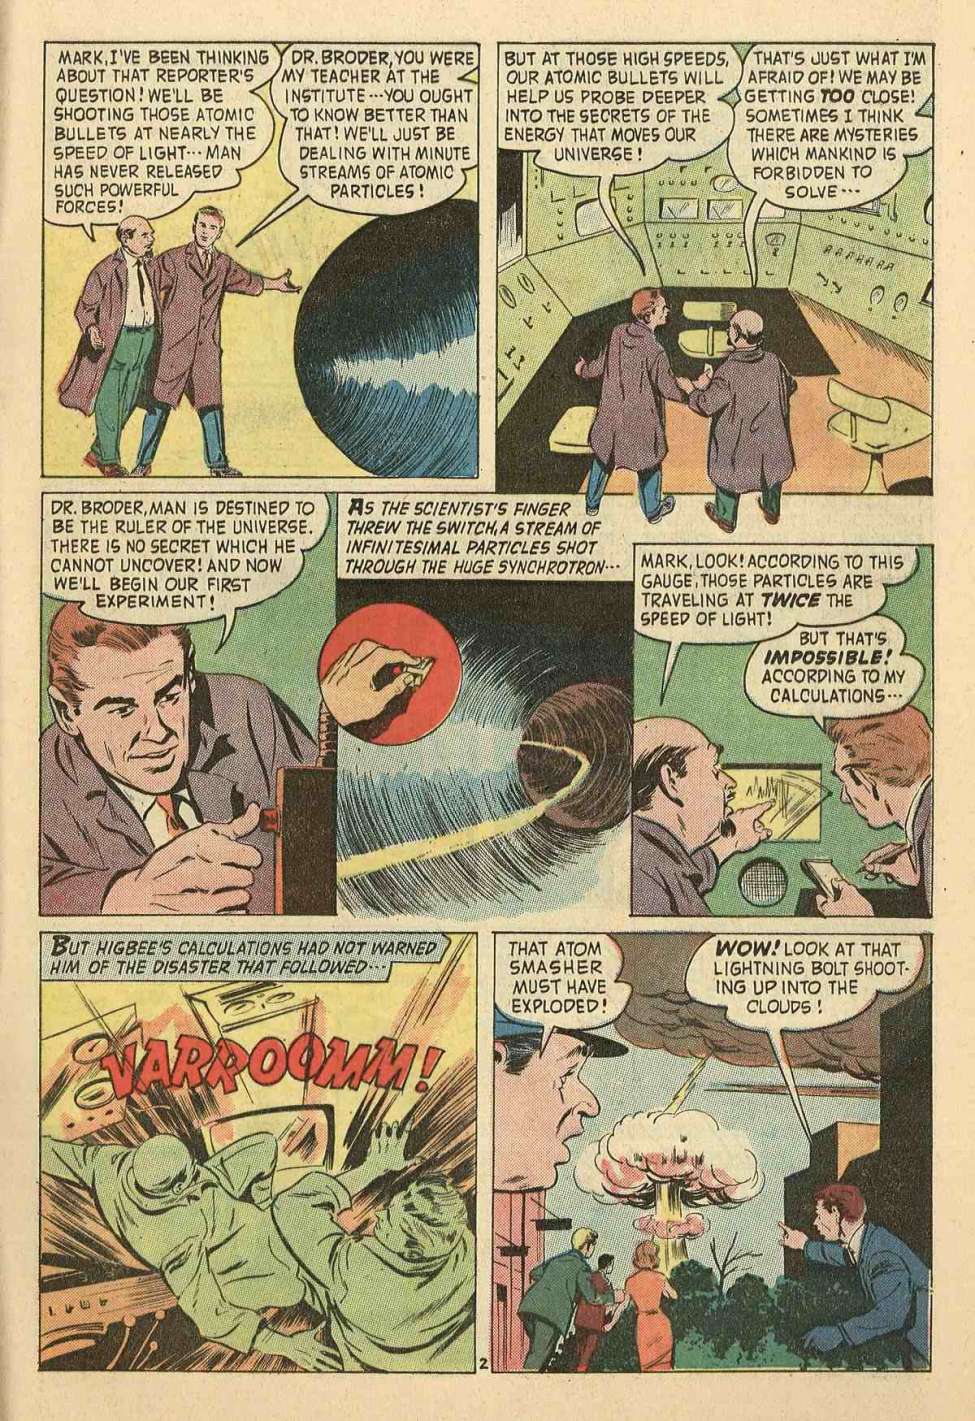 MARK, I'VE BEEN THINKING
ABOUT THAT REPORTER'S
QUESTION! WE'LL BE
SHOOTING THOSE ATOMIC
BULLETS AT NEARLY THE
SPEED OF LIGHT--- MAN
HAS NEVER RELEASED
SUCH POWERFUL
FORCES!
DR. BRODER, YOU WERE
MY TEACHER AT THE
INSTITUTE---YOU OUGHT
TO KNOW BETTER THAN
THAT! WE'LL JUST BE
DEALING WITH MINUTE
STREAMS OF ATOMIC
PARTICLES!
BUT AT THOSE HIGH SPEEDS,
OUR ATOMIC BULLETS WILL
HELP US PROBE DEEPER
INTO THE SECRETS OF THE
ENERGY THAT MOVES OUR
UNIVERSE!
THAT'S JUST WHAT I'M
AFRAID OF! WE MAY BE
GETTING TOO CLOSE!
SOMETIMES I THINK
THERE ARE MYSTERIES
WHICH MANKIND IS
FORBIDDEN TO
SOLVE---
DR. BRODER, MAN IS DESTINED TO
BE THE RULER OF THE UNIVERSE.
THERE IS NO SECRET WHICH HE
CANNOT UNCOVER! AND NOW
WE'LL BEGIN OUR FIRST
EXPERIMENT!
AS THE SCIENTIST'S FINGER
THREW THE SWITCH, A STREAM OF
INFINITESIMAL PARTICLES SHOT
THROUGH THE HUGE SYNCHROTRON---
MARK, LOOK! ACCORDING TO THIS
GAUGE, THOSE PARTICLES ARE
TRAVELING AT TWICE THE
SPEED OF LIGHT!
BUT THAT'S
IMPOSSIBLE!
ACCORDING TO MY
CALCULATIONS---
BUT HIGBEE'S CALCULATIONS HAD NOT WARNED
HIM OF THE DISASTER THAT FOLLOWED---
VARROOMM!
THAT ATOM
SMASHER
MUST HAVE
EXPLODED!
WOW! LOOK AT THAT
LIGHTNING BOLT SHOOT-
ING UP INTO THE
CLOUDS!
2